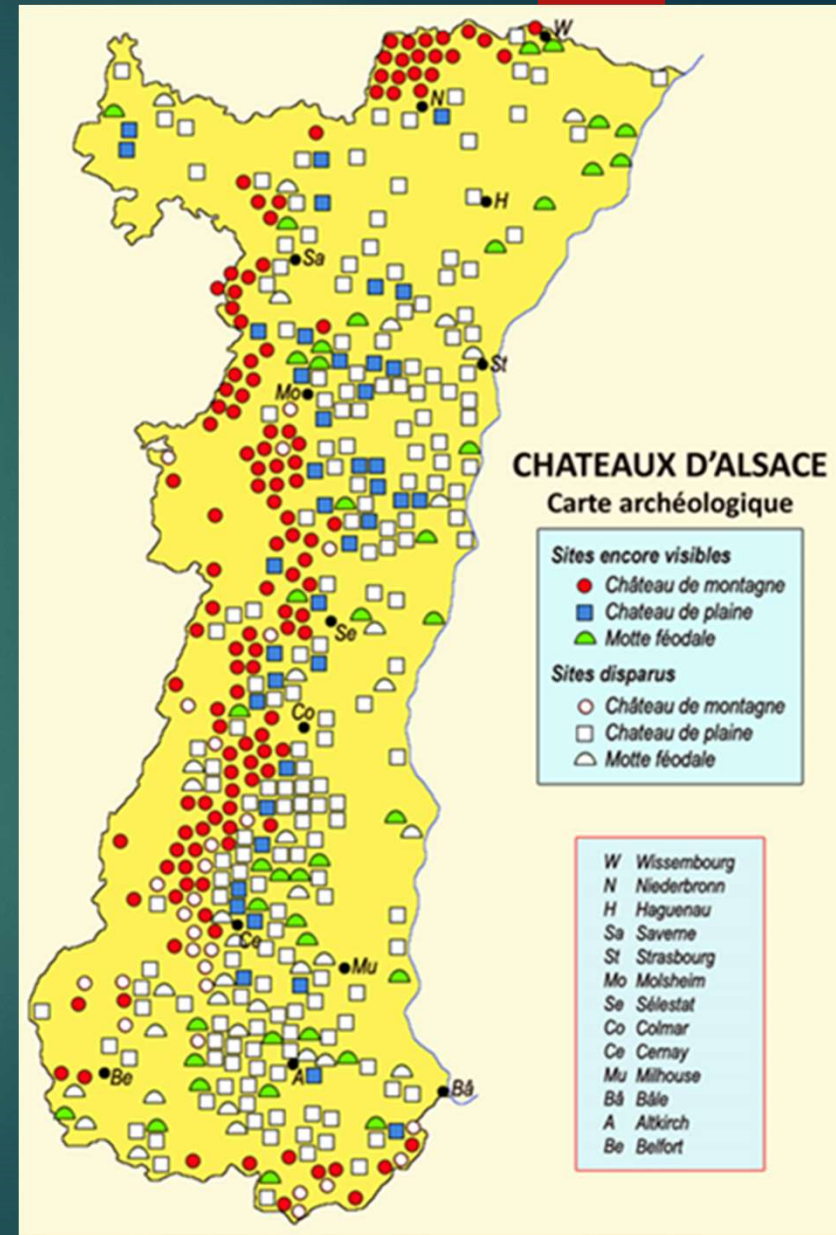 W
N
H
Sa
St
Mo
Se
Co
Ce
Mu
Be
A
Bâ
CHATEAUX D'ALSACE
Carte archéologique
Sites encore visibles
Château de montagne
Chateau de plaine
Motte féodale
Sites disparus
Château de montagne
Chateau de plaine
Motte féodale
W Wissembourg
N Niederbronn
H Haguenau
Sa Saverne
St Strasbourg
Mo Molsheim
Se Sélestat
Co Colmar
Ce Cernay
Mu Milhouse
Bâ Bâle
A Altkirch
Be Belfort